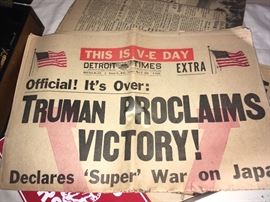 THIS IS V-E DAY
DETROIT TIMES
EXTRA
Official! It's Over:
TRUMAN PROCLAIMS
VICTORY!
Declares 'Super' War on Japa